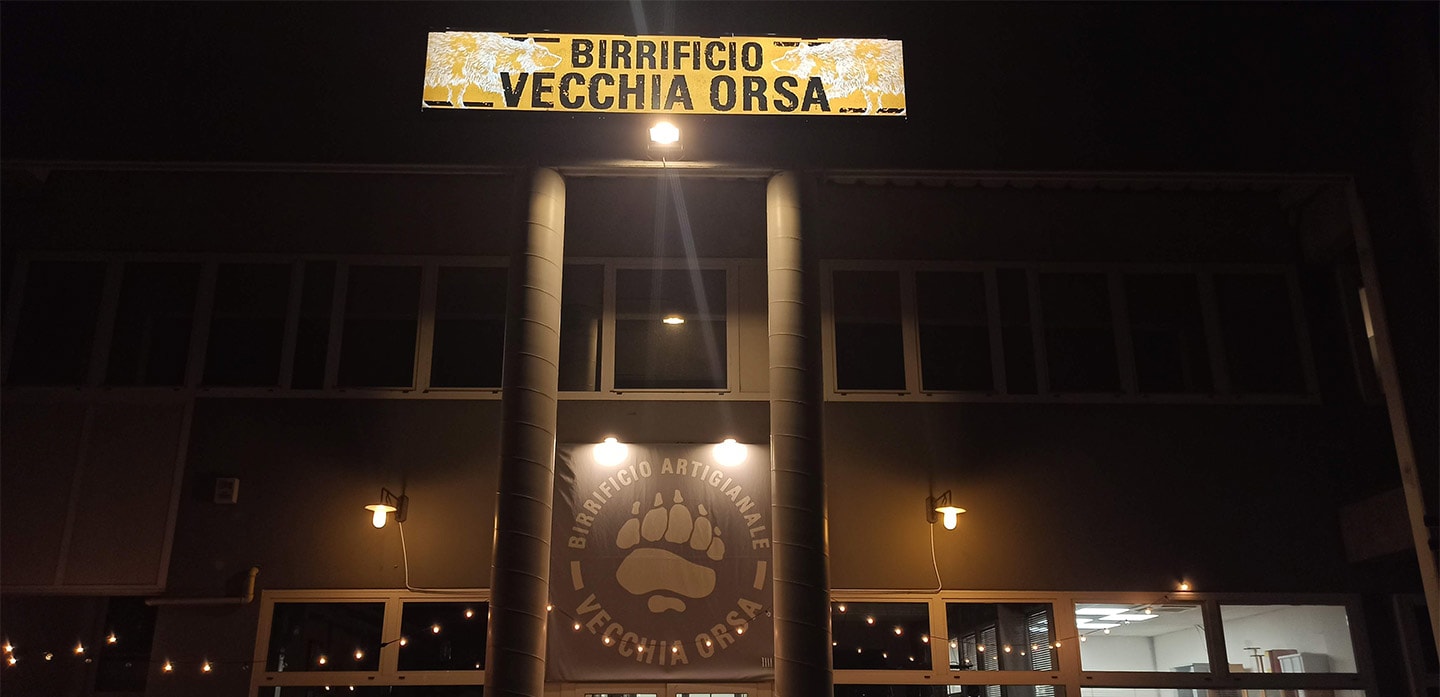 BIRRIFICIO
VECCHIA ORSA
BIRRIFICIO ARTIGIANALE
VECCHIA ORSA